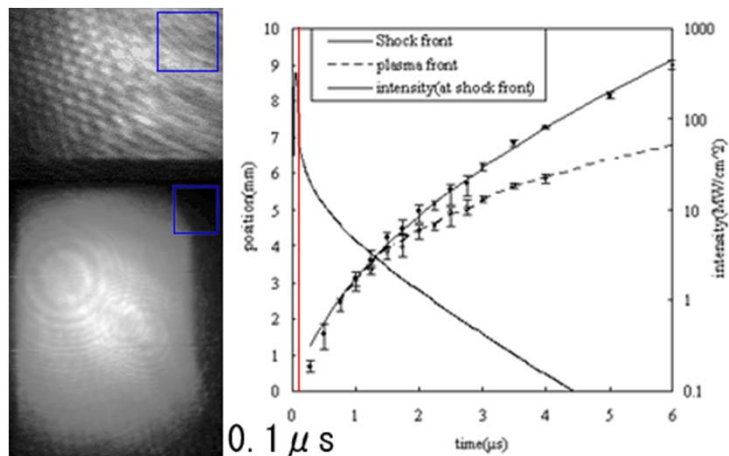 10
9
8
7
6
5
4
3
2
1
0
position(mm)
Shock front
plasma front
intensity(at shock front)
1000
100
10
1
0.1
intensity(MW/cm^2)
0 1 2 3 4 5 6
time(μs)
0.1μs